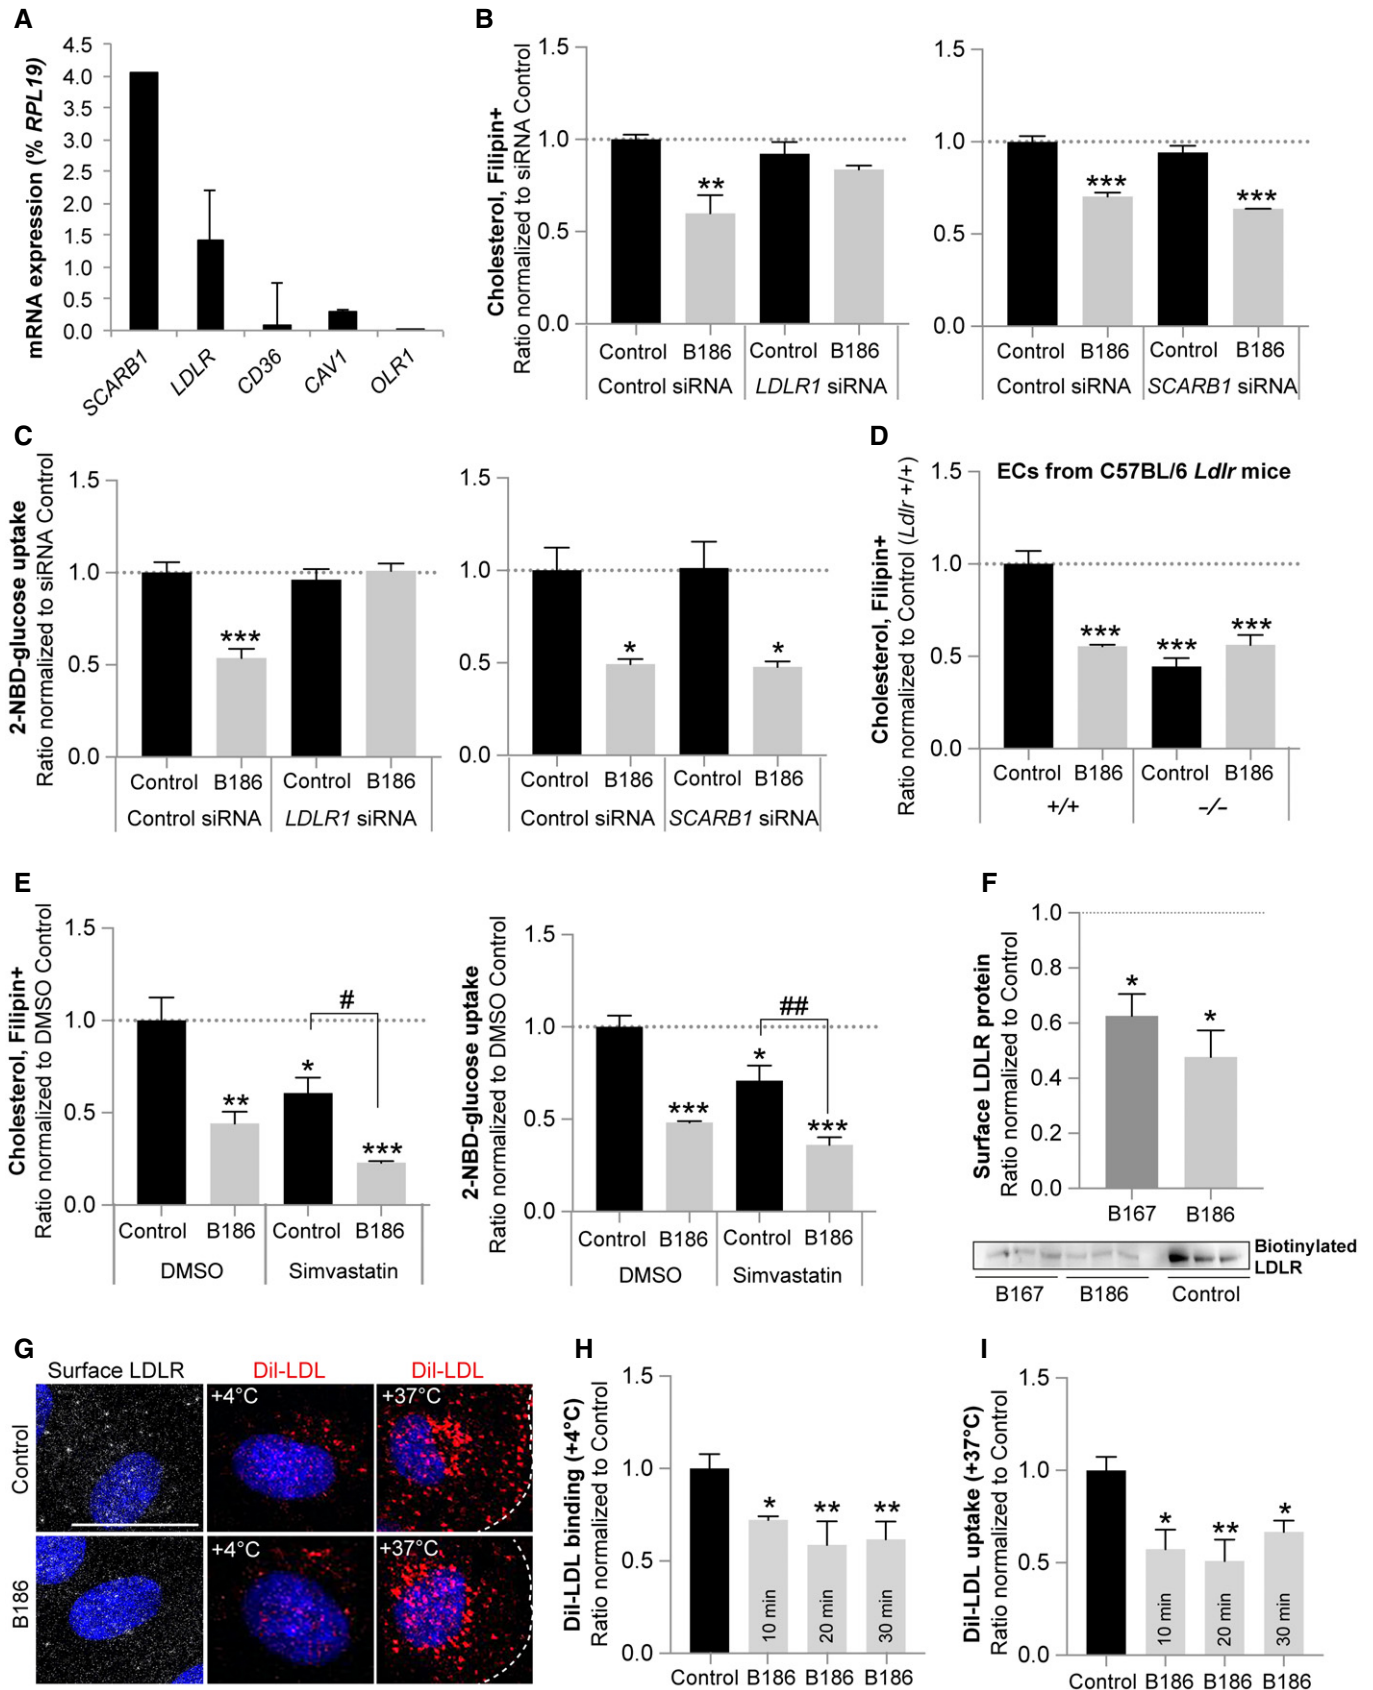 A
mRNA expression (% RPL19)
4.5
4.0
3.5
3.0
2.5
2.0
1.5
1.0
0.5
0.0
SCARB1
LDLR
CD36
CAV1
OLR1
B
Cholesterol, Filipin+
Ratio normalized to siRNA Control
1.5
1.0
0.5
0.0
**
Control B186 Control B186
Control siRNA LDLR1 siRNA
1.5
1.0
0.5
0.0
***
***
Control B186 Control B186
Control siRNA SCARB1 siRNA
C
2-NBD-glucose uptake
Ratio normalized to siRNA Control
1.5
1.0
0.5
0.0
***
Control B186 Control B186
Control siRNA LDLR1 siRNA
1.5
1.0
0.5
0.0
* *
Control B186 Control B186
Control siRNA SCARB1 siRNA
D
ECs from C57BL/6 Ldlr mice
Cholesterol, Filipin+
Ratio normalized to Control (Ldlr +/+)
1.5
1.0
0.5
0.0
*** *** ***
Control B186 Control B186
+/+ −/−
E
Cholesterol, Filipin+
Ratio normalized to DMSO Control
1.5
1.0
0.5
0.0
#
** * ***
Control B186 Control B186
DMSO Simvastatin
2-NBD-glucose uptake
Ratio normalized to DMSO Control
1.5
1.0
0.5
0.0
##
*** * ***
Control B186 Control B186
DMSO Simvastatin
F
Surface LDLR protein
Ratio normalized to Control
1.0
0.8
0.6
0.4
0.2
0.0
* *
B167 B186
Biotinylated
LDLR
B167 B186 Control
G
Surface LDLR Dil-LDL Dil-LDL
Control
+4°C +37°C
B186
+4°C +37°C
H
Dil-LDL binding (+4°C)
Ratio normalized to Control
1.5
1.0
0.5
0.0
* ** **
10 min 20 min 30 min
Control B186 B186 B186
I
Dil-LDL uptake (+37°C)
Ratio normalized to Control
1.5
1.0
0.5
0.0
* ** *
10 min 20 min 30 min
Control B186 B186 B186